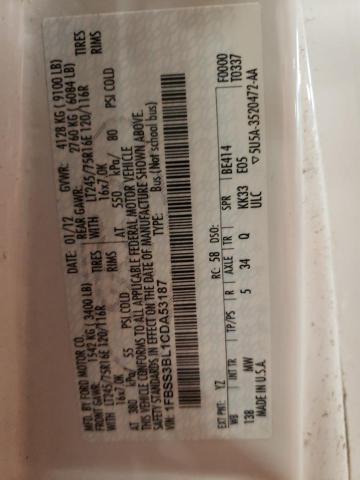 MFD. BY FORD MOTOR CO.
DATE: 01/12 GVWR: 4128 KG ( 9100 LB)
FRONT GAWR: 1542 KG ( 3400 LB) REAR GAWR: 2760 KG ( 6084 LB)
WITH LT245/75R16E 120/116R TIRES WITH LT245/75R16E 120/116R TIRES
16x7.0K RIMS 16x7.0K RIMS
AT 380 kPa/ 55 PSI COLD AT 550 kPa/ 80 PSI COLD
THIS VEHICLE CONFORMS TO ALL APPLICABLE FEDERAL MOTOR VEHICLE
SAFETY STANDARDS IN EFFECT ON THE DATE OF MANUFACTURE SHOWN ABOVE.
VIN: 1FBSS3BL1CDA53187 TYPE: Bus (Not school bus)
F0000
T0337
EXT PNT: YZ RC: 58 DSO: BE414
WB INT TR TP/PS R AXLE TR SPR
138 MW 5 34 Q KK33 E05
MADE IN U.S.A. ULC
▽5U5A-3520472-AA